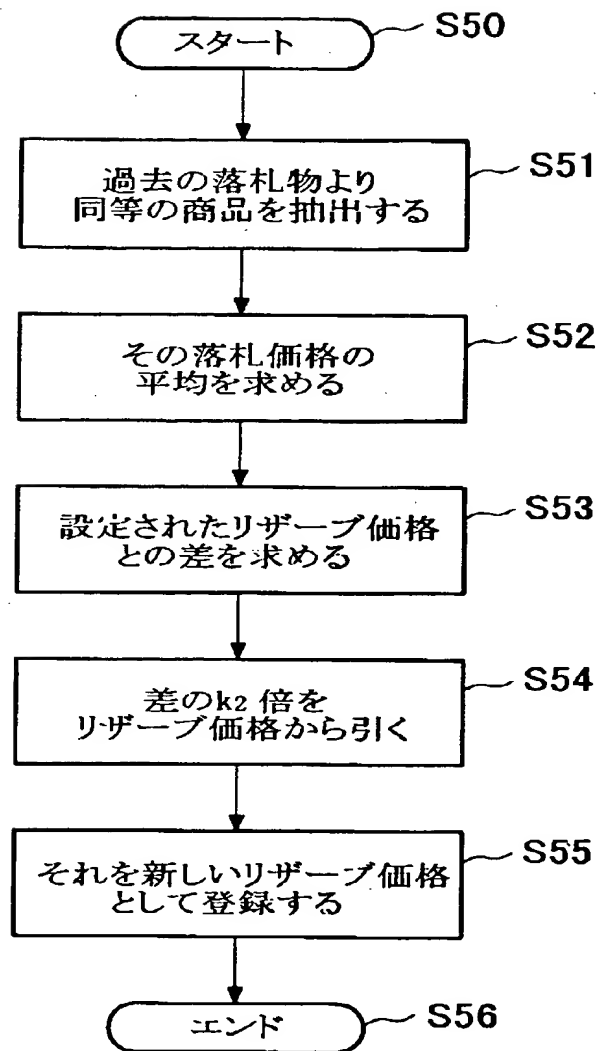 スタート
S50
過去の落札物より
同等の商品を抽出する
S51
その落札価格の
平均を求める
S52
設定されたリザーブ価格
との差を求める
S53
差のk2倍を
リザーブ価格から引く
S54
それを新しいリザーブ価格
として登録する
S55
エンド
S56